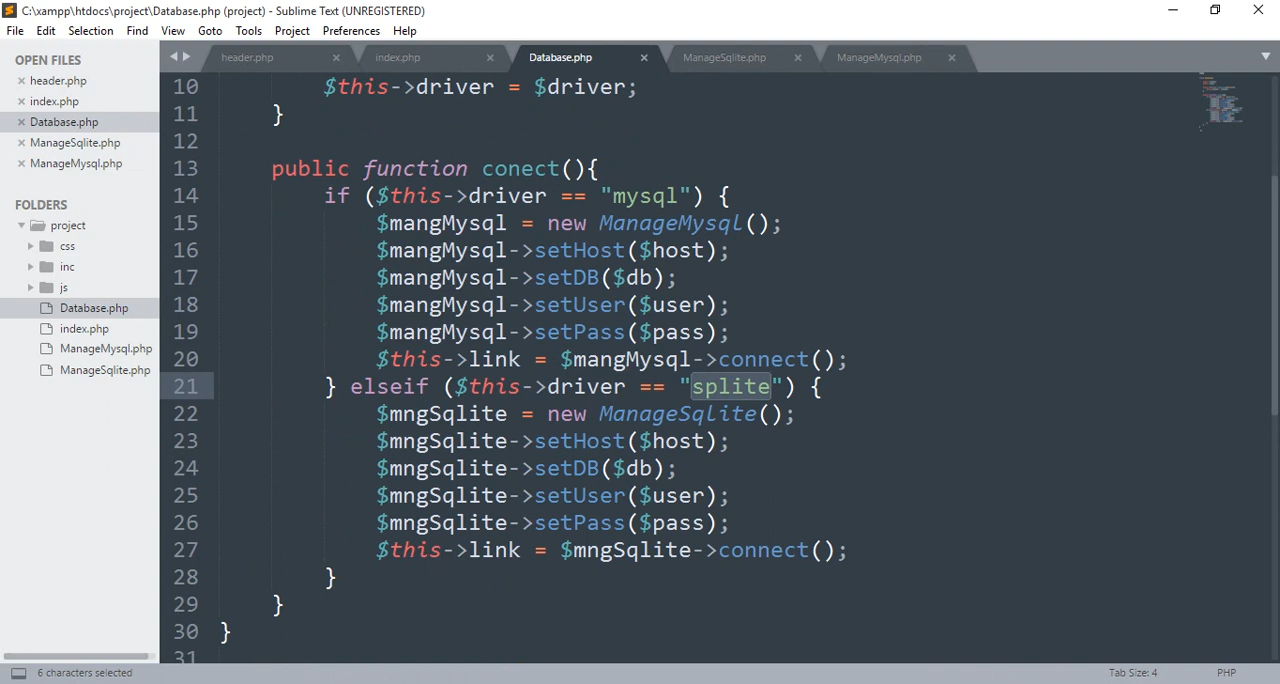 C:\xampp\htdocs\project\Database.php (project) - Sublime Text (UNREGISTERED)
File Edit Selection Find View Goto Tools Project Preferences Help
OPEN FILES
header.php
index.php
Database.php
ManageSqlite.php
ManageMysql.php
FOLDERS
project
css
inc
js
Database.php
index.php
ManageMysql.php
ManageSqlite.php
header.php index.php Database.php ManageSqlite.php ManageMysql.php
10 $this->driver = $driver;
11 }
12
13 public function conect(){
14 if ($this->driver == "mysql") {
15 $mangMysql = new ManageMysql();
16 $mangMysql->setHost($host);
17 $mangMysql->setDB($db);
18 $mangMysql->setUser($user);
19 $mangMysql->setPass($pass);
20 $this->link = $mangMysql->connect();
21 } elseif ($this->driver == "splite") {
22 $mngSqlite = new ManageSqlite();
23 $mngSqlite->setHost($host);
24 $mngSqlite->setDB($db);
25 $mngSqlite->setUser($user);
26 $mngSqlite->setPass($pass);
27 $this->link = $mngSqlite->connect();
28 }
29 }
30 }
31
6 characters selected Tab Size: 4 PHP